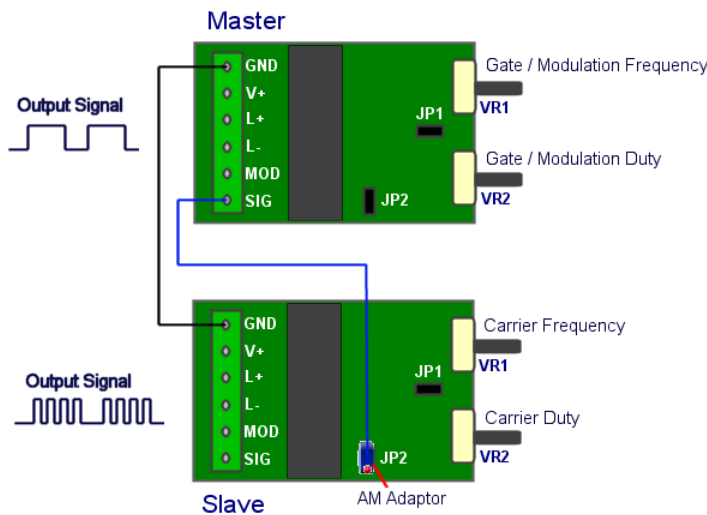 Master
GND
V+
L+
L-
MOD
SIG
Output Signal
JP1
JP2
Gate / Modulation Frequency
VR1
Gate / Modulation Duty
VR2
GND
V+
L+
L-
MOD
SIG
Output Signal
JP1
JP2
Carrier Frequency
VR1
Carrier Duty
VR2
AM Adaptor
Slave